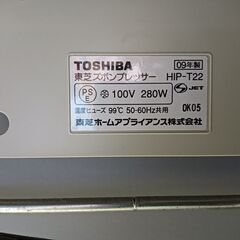 TOSHIBA 09年製
東芝ズボンプレッサー HIP-T22
PS
E 100V 280W JET
温度ヒューズ 99℃ 50-60Hz共用 DK05
東芝ホームアプライアンス株式会社